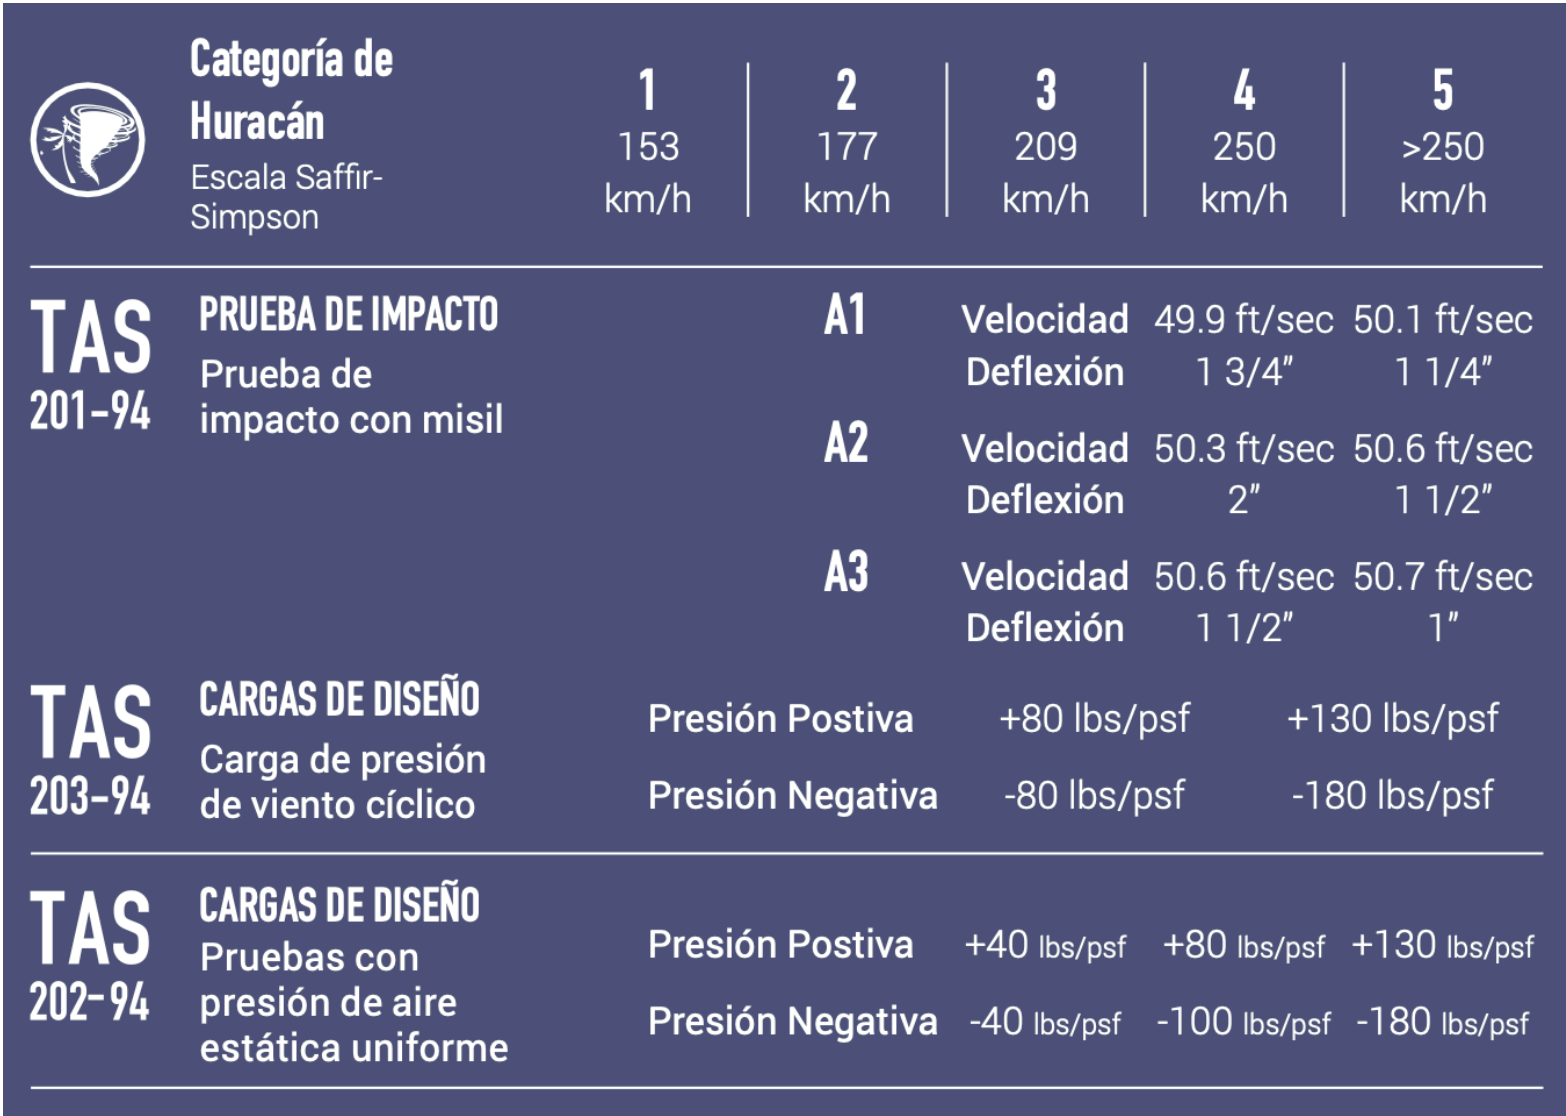 Categoría de
Huracán
Escala Saffir-
Simpson
1
153
km/h
2
177
km/h
3
209
km/h
4
250
km/h
5
>250
km/h
TAS
201-94
PRUEBA DE IMPACTO
Prueba de
impacto con misil
A1
Velocidad 49.9 ft/sec 50.1 ft/sec
Deflexión 1 3/4” 1 1/4”
A2
Velocidad 50.3 ft/sec 50.6 ft/sec
Deflexión 2” 1 1/2”
A3
Velocidad 50.6 ft/sec 50.7 ft/sec
Deflexión 1 1/2” 1”
TAS
203-94
CARGAS DE DISEÑO
Carga de presión
de viento cíclico
Presión Postiva +80 lbs/psf +130 lbs/psf
Presión Negativa -80 lbs/psf -180 lbs/psf
TAS
202-94
CARGAS DE DISEÑO
Pruebas con
presión de aire
estática uniforme
Presión Postiva +40 lbs/psf +80 lbs/psf +130 lbs/psf
Presión Negativa -40 lbs/psf -100 lbs/psf -180 lbs/psf